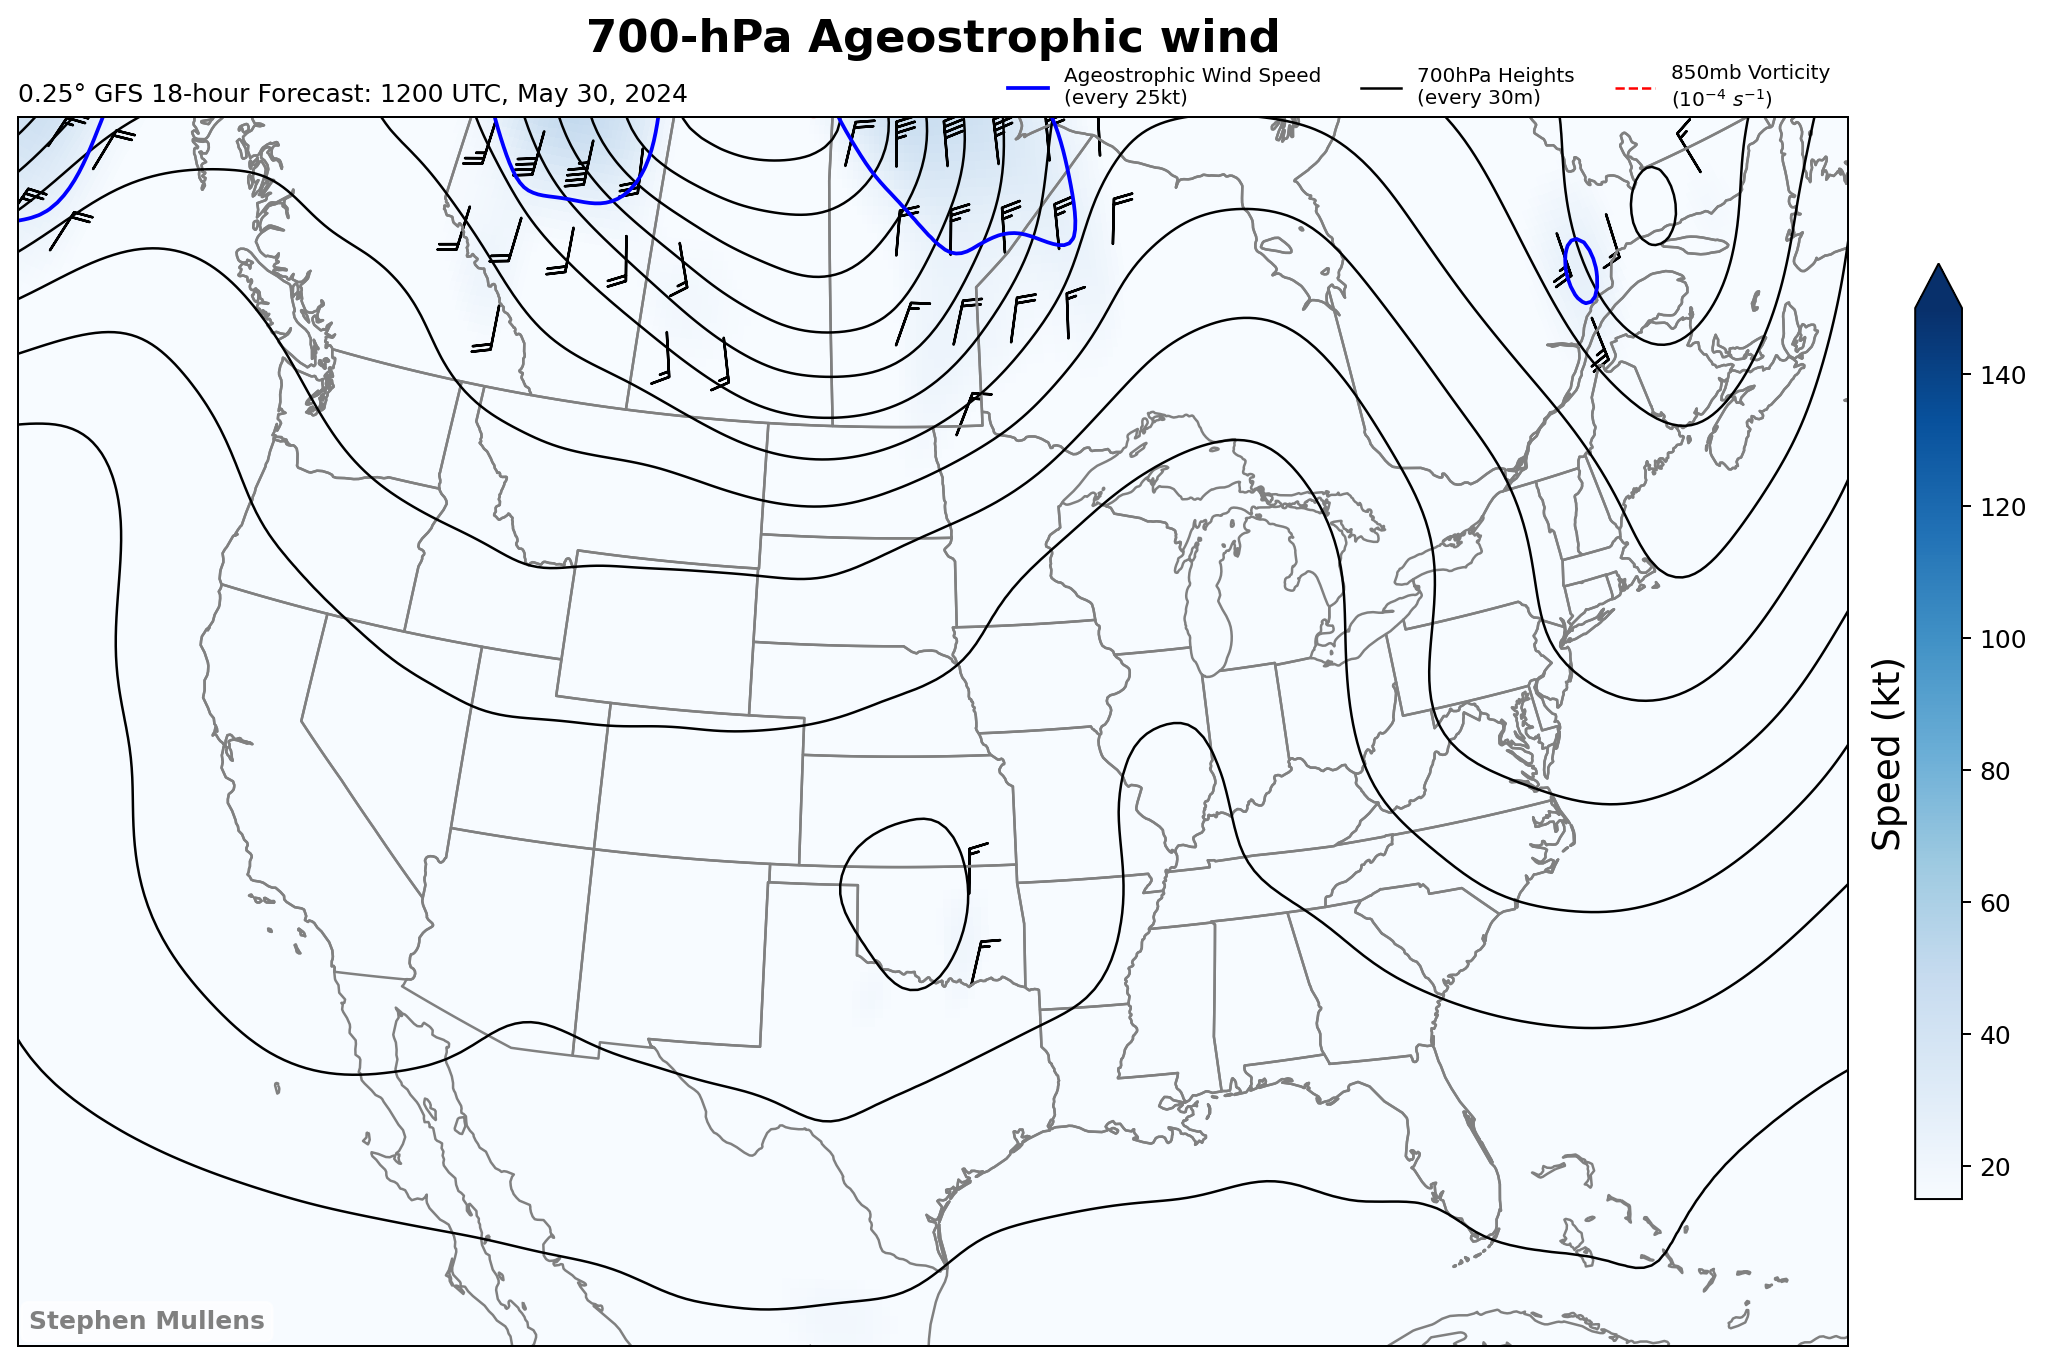 700-hPa Ageostrophic wind
0.25° GFS 18-hour Forecast: 1200 UTC, May 30, 2024
Ageostrophic Wind Speed
(every 25kt)
700hPa Heights
(every 30m)
850mb Vorticity
(10⁻⁴ s⁻¹)
140
120
100
80
60
40
20
Speed (kt)
Stephen Mullens